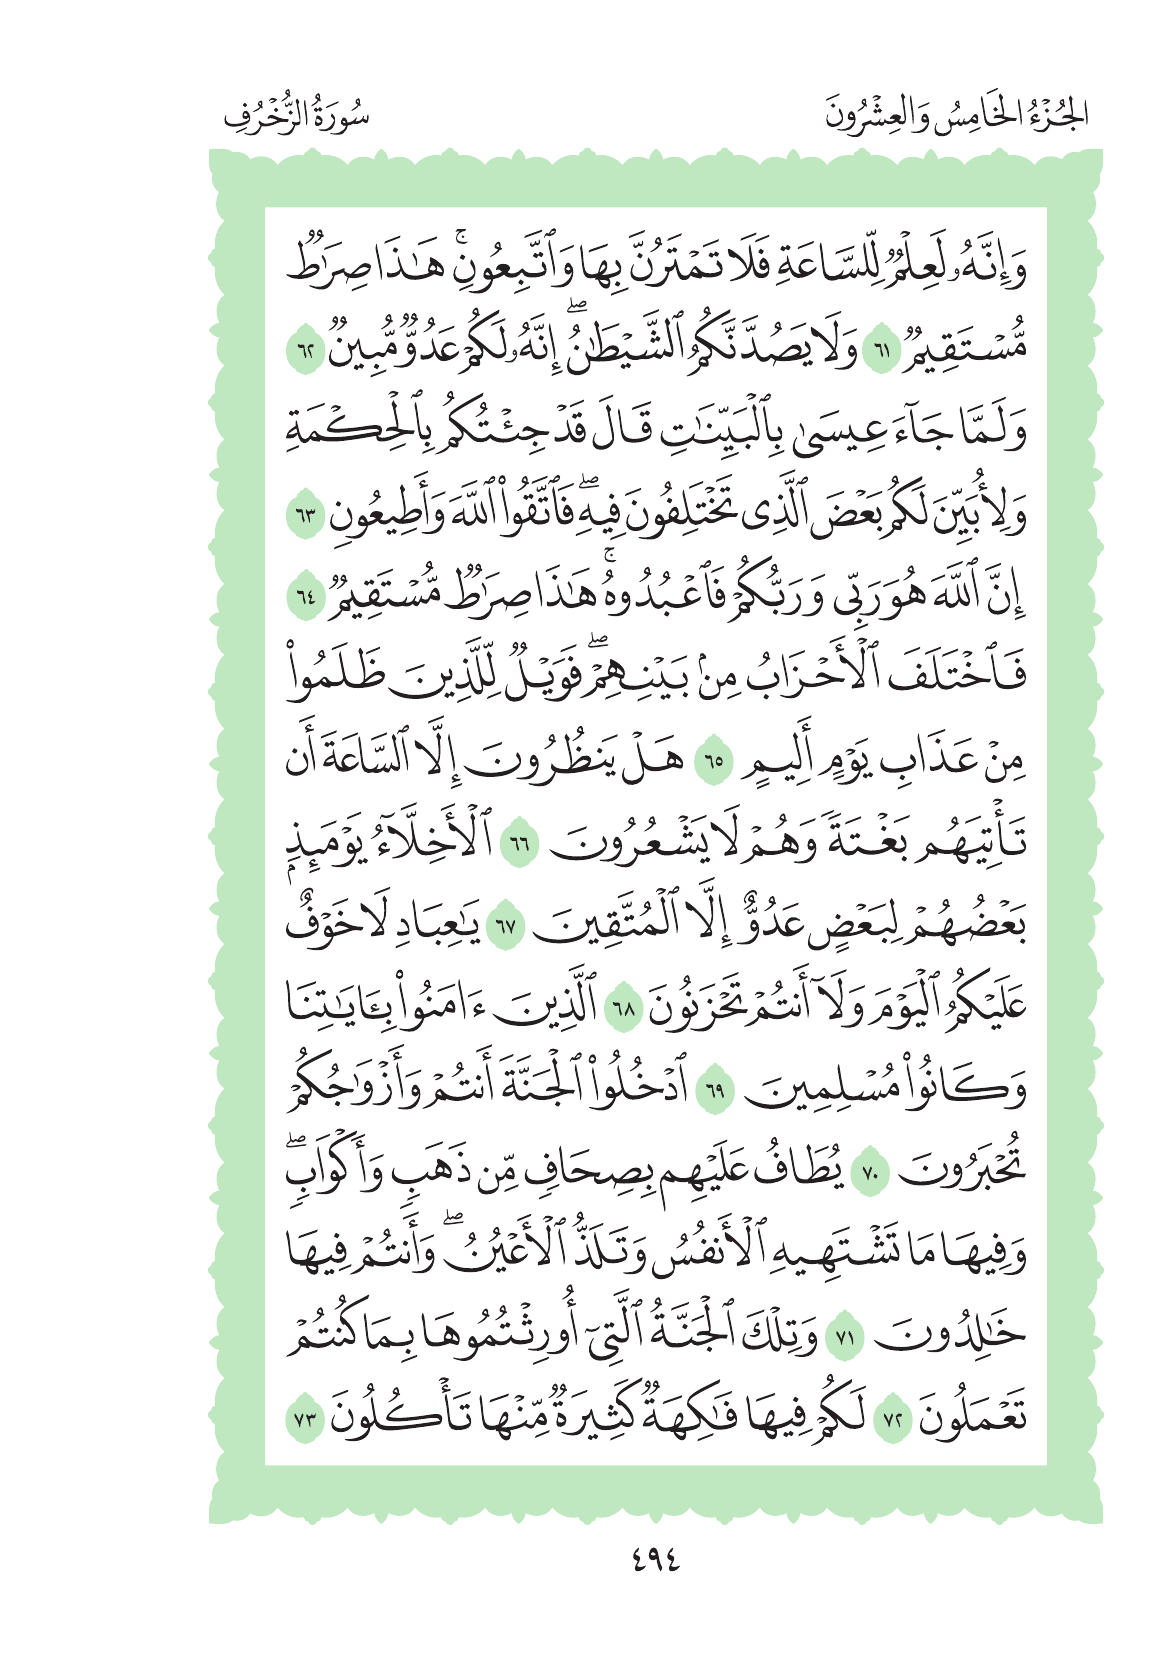 الجُزْءُ الخَامِسُ وَالعِشْرُونَ
سُورَةُ الزُّخْرُفِ
وَإِنَّهُۥ لَعِلْمٌ لِّلسَّاعَةِ فَلَا تَمْتَرُنَّ بِهَا وَٱتَّبِعُونِۚ هَٰذَا صِرَٰطٌ
مُّسْتَقِيمٌ ٦١ وَلَا يَصُدَّنَّكُمُ ٱلشَّيْطَٰنُۖ إِنَّهُۥ لَكُمْ عَدُوٌّ مُّبِينٌ ٦٢
وَلَمَّا جَآءَ عِيسَىٰ بِٱلْبَيِّنَٰتِ قَالَ قَدْ جِئْتُكُم بِٱلْحِكْمَةِ
وَلِأُبَيِّنَ لَكُم بَعْضَ ٱلَّذِى تَخْتَلِفُونَ فِيهِۖ فَٱتَّقُوا۟ ٱللَّهَ وَأَطِيعُونِ ٦٣
إِنَّ ٱللَّهَ هُوَ رَبِّى وَرَبُّكُمْ فَٱعْبُدُوهُۚ هَٰذَا صِرَٰطٌ مُّسْتَقِيمٌ ٦٤
فَٱخْتَلَفَ ٱلْأَحْزَابُ مِنۢ بَيْنِهِمْۖ فَوَيْلٌ لِّلَّذِينَ ظَلَمُوا۟
مِنْ عَذَابِ يَوْمٍ أَلِيمٍ ٦٥ هَلْ يَنظُرُونَ إِلَّا ٱلسَّاعَةَ أَن
تَأْتِيَهُم بَغْتَةً وَهُمْ لَا يَشْعُرُونَ ٦٦ ٱلْأَخِلَّآءُ يَوْمَئِذٍۭ
بَعْضُهُمْ لِبَعْضٍ عَدُوٌّ إِلَّا ٱلْمُتَّقِينَ ٦٧ يَٰعِبَادِ لَا خَوْفٌ
عَلَيْكُمُ ٱلْيَوْمَ وَلَآ أَنتُمْ تَحْزَنُونَ ٦٨ ٱلَّذِينَ ءَامَنُوا۟ بِـَٔايَٰتِنَا
وَكَانُوا۟ مُسْلِمِينَ ٦٩ ٱدْخُلُوا۟ ٱلْجَنَّةَ أَنتُمْ وَأَزْوَٰجُكُمْ
تُحْبَرُونَ ٧٠ يُطَافُ عَلَيْهِم بِصِحَافٍ مِّن ذَهَبٍ وَأَكْوَابٍۖ
وَفِيهَا مَا تَشْتَهِيهِ ٱلْأَنفُسُ وَتَلَذُّ ٱلْأَعْيُنُۖ وَأَنتُمْ فِيهَا
خَٰلِدُونَ ٧١ وَتِلْكَ ٱلْجَنَّةُ ٱلَّتِىٓ أُورِثْتُمُوهَا بِمَا كُنتُمْ
تَعْمَلُونَ ٧٢ لَكُمْ فِيهَا فَٰكِهَةٌ كَثِيرَةٌ مِّنْهَا تَأْكُلُونَ ٧٣
٤٩٤